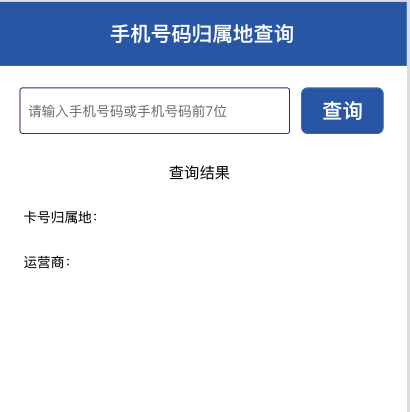 手机号码归属地查询
请输入手机号码或手机号码前7位
查询
查询结果
卡号归属地：
运营商：